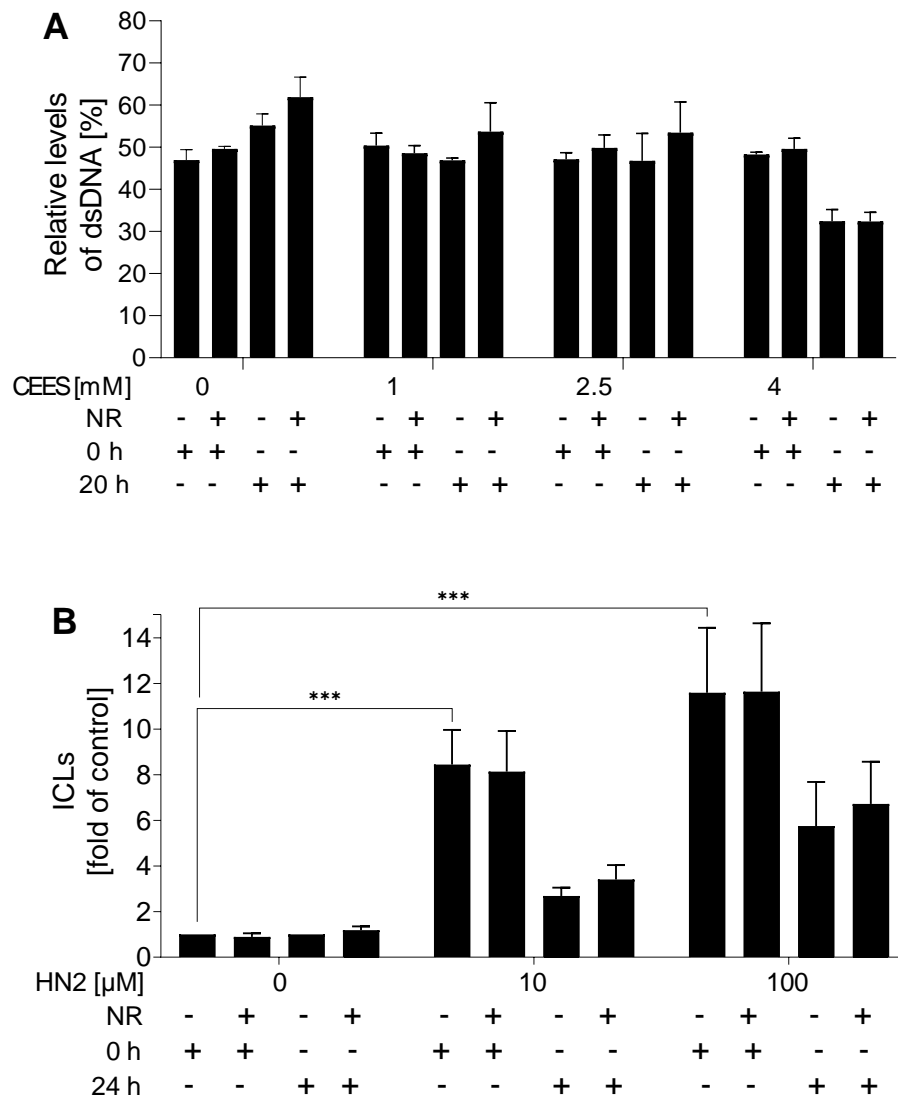 A
80
70
60
50
40
30
20
10
0
Relative levels
of dsDNA [%]
CEES [mM] 0 1 2.5 4
NR - + - + - + - + - + - + - + - +
0 h + + - - + + - - + + - - + + - -
20 h - - + + - - + + - - + + - - + +
B
***
***
14
12
10
8
6
4
2
0
ICLs
[fold of control]
HN2 [µM] 0 10 100
NR - + - + - + - + - + - +
0 h + + - - + + - - + + - -
24 h - - + + - - + + - - + +